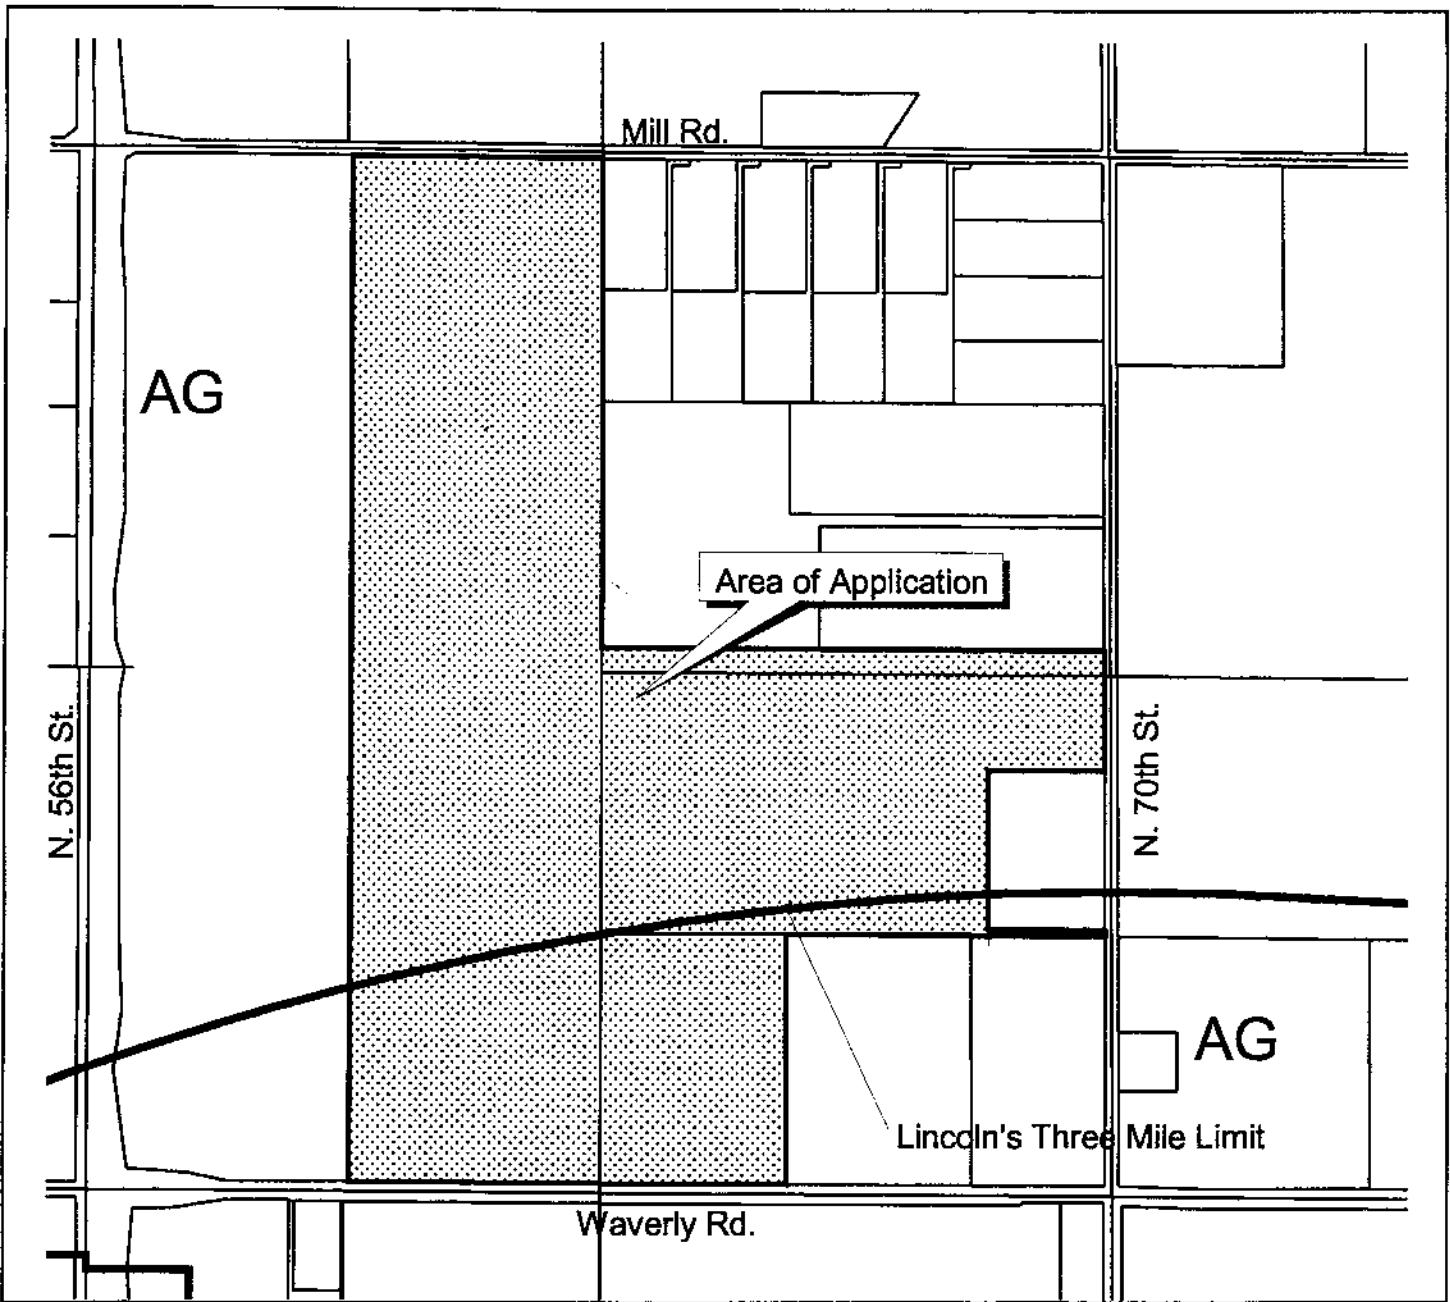 Mill Rd.
AG
Area of Application
N. 56th St.
N. 70th St.
AG
Lincoln's Three Mile Limit
Waverly Rd.